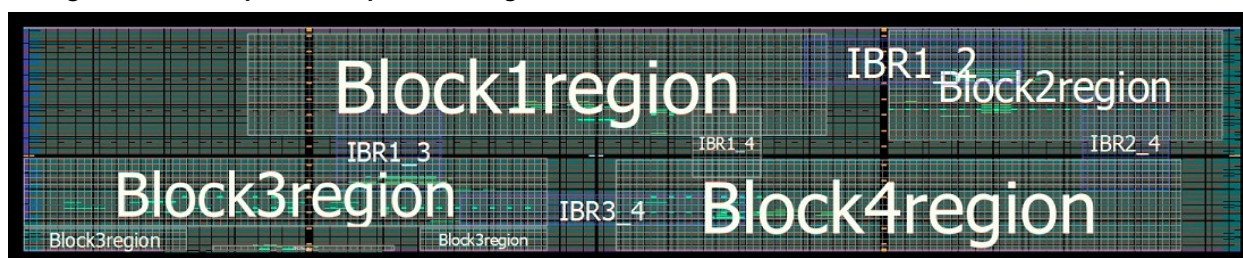 Block1region
IBR1_2
Block2region
IBR1_3
IBR1_4
IBR2_4
Block3region
IBR3_4
Block4region
Block3region
Block3region